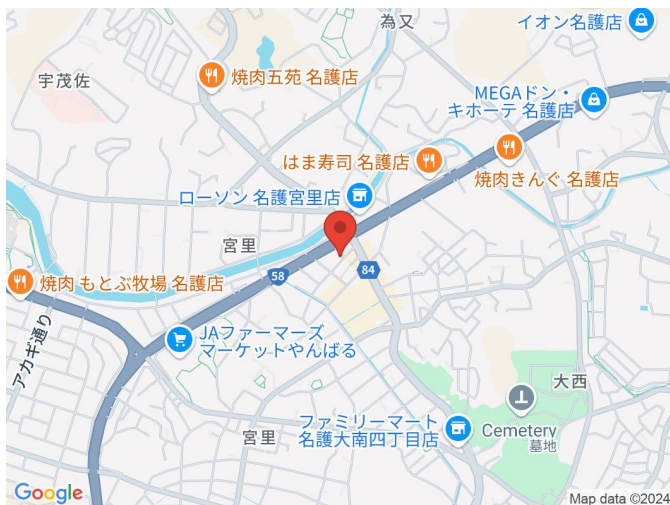 為又
イオン名護店
宇茂佐
焼肉五苑 名護店
MEGAドン・
キホーテ 名護店
はま寿司 名護店
焼肉きんぐ 名護店
ローソン 名護宮里店
宮里
58
84
焼肉 もとぶ牧場 名護店
JAファーマーズ
マーケットやんばる
アカギ通り
大西
ファミリーマート
名護大南四丁目店
Cemetery
墓地
宮里
Google
Map data ©2024